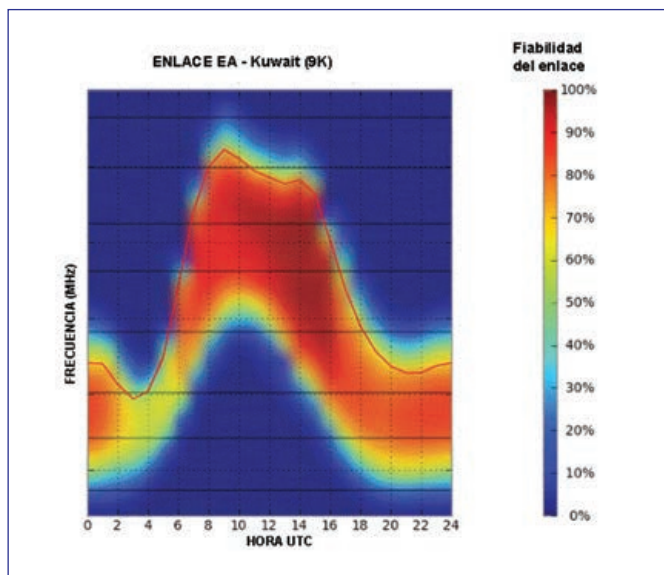 ENLACE EA - Kuwait (9K)
Fiabilidad
del enlace
100%
90%
80%
70%
60%
50%
40%
30%
20%
10%
0%
FRECUENCIA (MHz)
0 2 4 6 8 10 12 14 16 18 20 22 24
HORA UTC